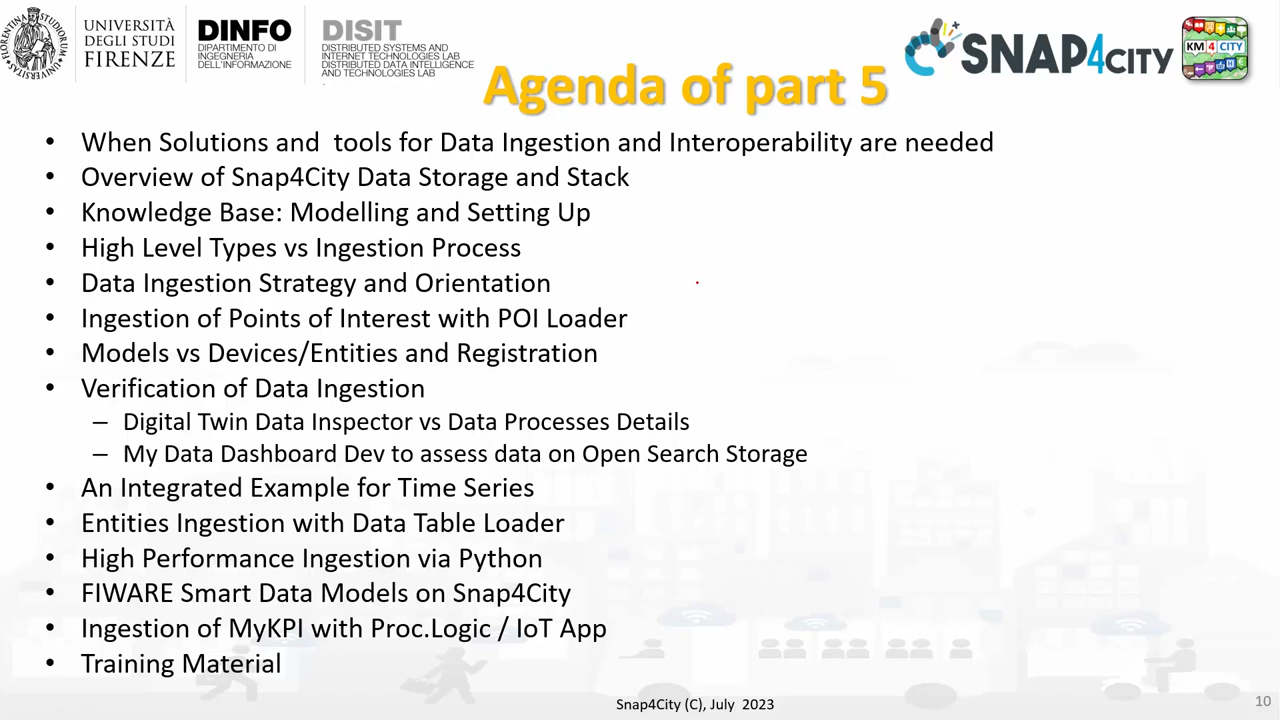 UNIVERSITÀ
DEGLI STUDI
FIRENZE
DINFO
DIPARTIMENTO DI
INGEGNERIA
DELL'INFORMAZIONE
DISIT
DISTRIBUTED SYSTEMS AND
INTERNET TECHNOLOGIES LAB
DISTRIBUTED DATA INTELLIGENCE
AND TECHNOLOGIES LAB
SNAP4CITY
KM 4 CITY
Agenda of part 5
• When Solutions and tools for Data Ingestion and Interoperability are needed
• Overview of Snap4City Data Storage and Stack
• Knowledge Base: Modelling and Setting Up
• High Level Types vs Ingestion Process
• Data Ingestion Strategy and Orientation
• Ingestion of Points of Interest with POI Loader
• Models vs Devices/Entities and Registration
• Verification of Data Ingestion
– Digital Twin Data Inspector vs Data Processes Details
– My Data Dashboard Dev to assess data on Open Search Storage
• An Integrated Example for Time Series
• Entities Ingestion with Data Table Loader
• High Performance Ingestion via Python
• FIWARE Smart Data Models on Snap4City
• Ingestion of MyKPI with Proc.Logic / IoT App
• Training Material
Snap4City (C), July 2023
10